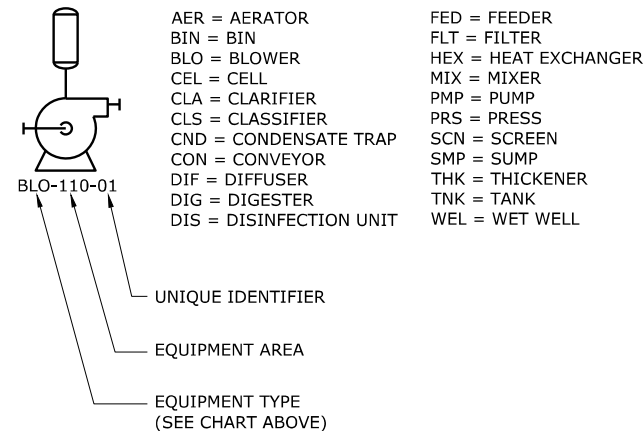 AER = AERATOR
BIN = BIN
BLO = BLOWER
CEL = CELL
CLA = CLARIFIER
CLS = CLASSIFIER
CND = CONDENSATE TRAP
CON = CONVEYOR
DIF = DIFFUSER
DIG = DIGESTER
DIS = DISINFECTION UNIT
FED = FEEDER
FLT = FILTER
HEX = HEAT EXCHANGER
MIX = MIXER
PMP = PUMP
PRS = PRESS
SCN = SCREEN
SMP = SUMP
THK = THICKENER
TNK = TANK
WEL = WET WELL
BLO-110-01
UNIQUE IDENTIFIER
EQUIPMENT AREA
EQUIPMENT TYPE
(SEE CHART ABOVE)